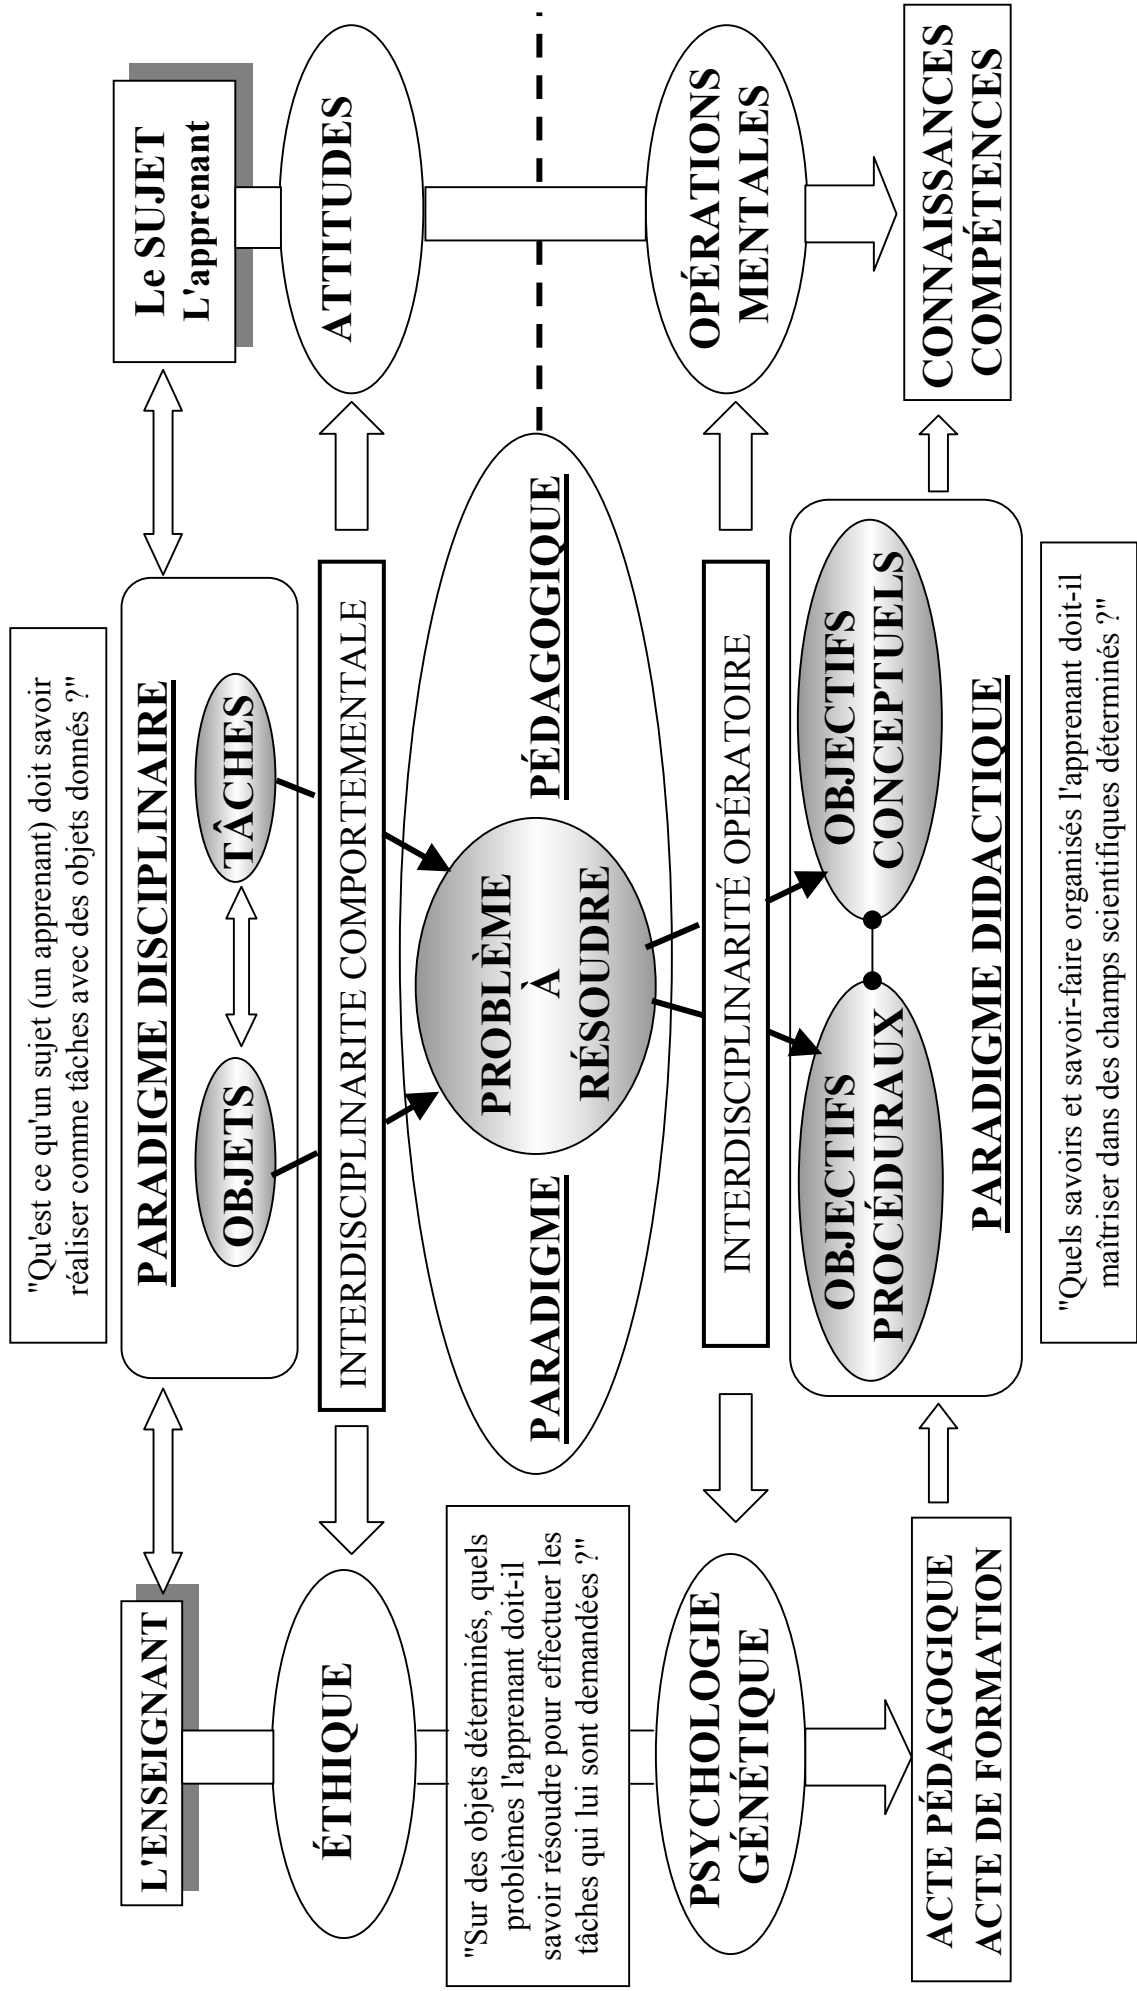 "Qu'est ce qu'un sujet (un apprenant) doit savoir
réaliser comme tâches avec des objets donnés ?"
L'ENSEIGNANT
PARADIGME DISCIPLINAIRE
OBJETS
TÂCHES
Le SUJET
L'apprenant
ÉTHIQUE
INTERDISCIPLINARITE COMPORTEMENTALE
ATTITUDES
"Sur des objets déterminés, quels
problèmes l'apprenant doit-il
savoir résoudre pour effectuer les
tâches qui lui sont demandées ?"
PARADIGME
PROBLÈME
À
RÉSOUDRE
PÉDAGOGIQUE
PSYCHOLOGIE
GÉNÉTIQUE
INTERDISCIPLINARITÉ OPÉRATOIRE
OPÉRATIONS
MENTALES
ACTE PÉDAGOGIQUE
ACTE DE FORMATION
OBJECTIFS
PROCÉDURAUX
OBJECTIFS
CONCEPTUELS
PARADIGME DIDACTIQUE
CONNAISSANCES
COMPÉTENCES
"Quels savoirs et savoir-faire organisés l'apprenant doit-il
maîtriser dans des champs scientifiques déterminés ?"